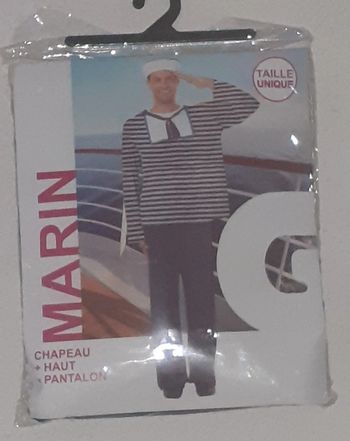 TAILLE
UNIQUE
MARIN
CHAPEAU
+ HAUT
+ PANTALON